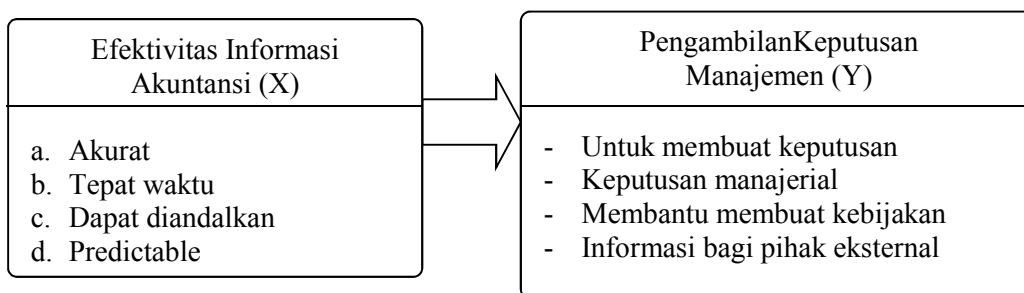 Efektivitas Informasi
Akuntansi (X)
a. Akurat
b. Tepat waktu
c. Dapat diandalkan
d. Predictable
PengambilanKeputusan
Manajemen (Y)
- Untuk membuat keputusan
- Keputusan manajerial
- Membantu membuat kebijakan
- Informasi bagi pihak eksternal